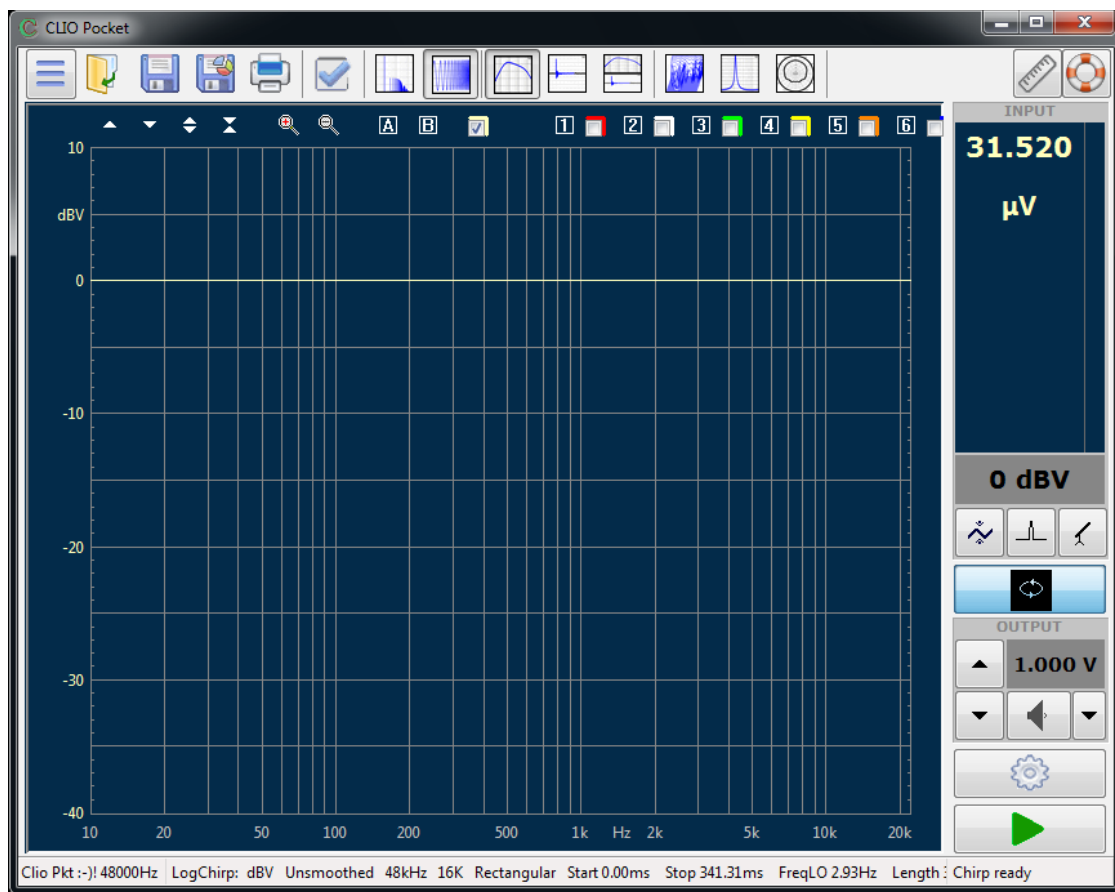 CLIO Pocket
A B 1 2 3 4 5 6
INPUT
31.520
µV
0 dBV
OUTPUT
1.000 V
10
dBV
0
-10
-20
-30
-40
10 20 50 100 200 500 1k Hz 2k 5k 10k 20k
Clio Pkt :-)! 48000Hz LogChirp: dBV Unsmoothed 48kHz 16K Rectangular Start 0.00ms Stop 341.31ms FreqLO 2.93Hz Length Chirp ready